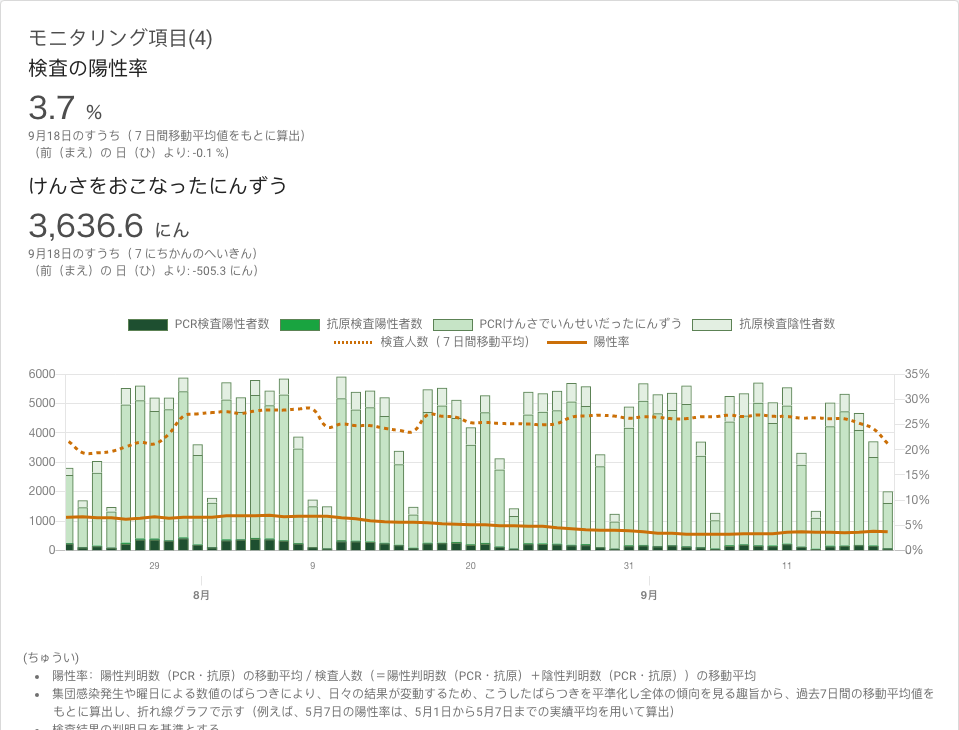 モニタリング項目(4)
検査の陽性率
3.7 %
9月18日のすうち（７日間移動平均値をもとに算出）
（前（まえ）の 日（ひ）より: -0.1 %）
けんさをおこなったにんずう
3,636.6 にん
9月18日のすうち（７にちかんのへいきん）
（前（まえ）の 日（ひ）より: -505.3 にん）
PCR検査陽性者数 抗原検査陽性者数 PCRけんさでいんせいだったにんずう 抗原検査陰性者数
検査人数（７日間移動平均） 陽性率
6000 35%
5000 30%
4000 25%
3000 20%
2000 15%
1000 10%
0 5%
0%
29 9 20 31 11
8月 9月
(ちゅうい)
• 陽性率：陽性判明数（PCR・抗原）の移動平均 / 検査人数（＝陽性判明数（PCR・抗原）＋陰性判明数（PCR・抗原））の移動平均
• 集団感染発生や曜日による数値のばらつきにより、日々の結果が変動するため、こうしたばらつきを平準化し全体の傾向を見る趣旨から、過去7日間の移動平均値を
もとに算出し、折れ線グラフで示す（例えば、5月7日の陽性率は、5月1日から5月7日までの実績平均を用いて算出）
• 検査結果の判明日を基準とする